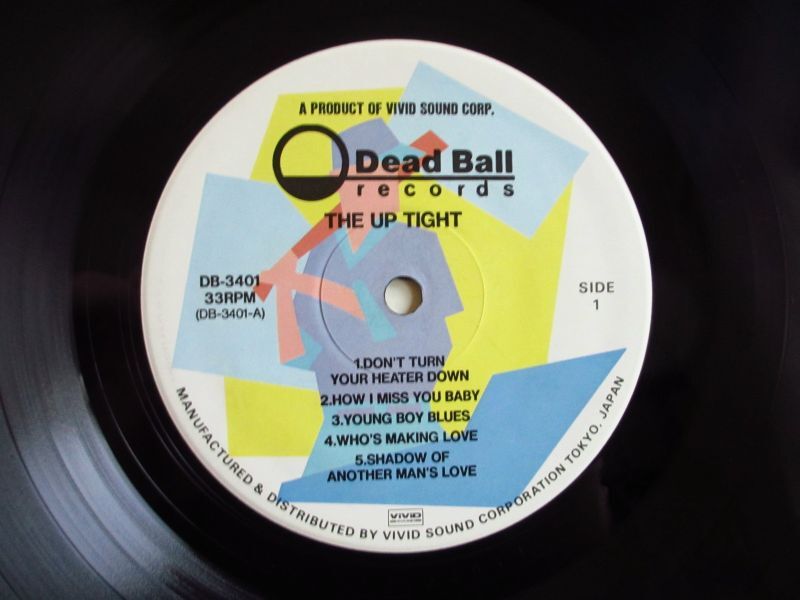 A PRODUCT OF VIVID SOUND CORP.
Dead Ball
records
THE UP TIGHT
DB-3401
33RPM
(DB-3401-A)
SIDE
1
1.DON'T TURN
YOUR HEATER DOWN
2.HOW I MISS YOU BABY
3.YOUNG BOY BLUES
4.WHO'S MAKING LOVE
5.SHADOW OF
ANOTHER MAN'S LOVE
VIVID
MANUFACTURED & DISTRIBUTED BY VIVID SOUND CORPORATION TOKYO. JAPAN